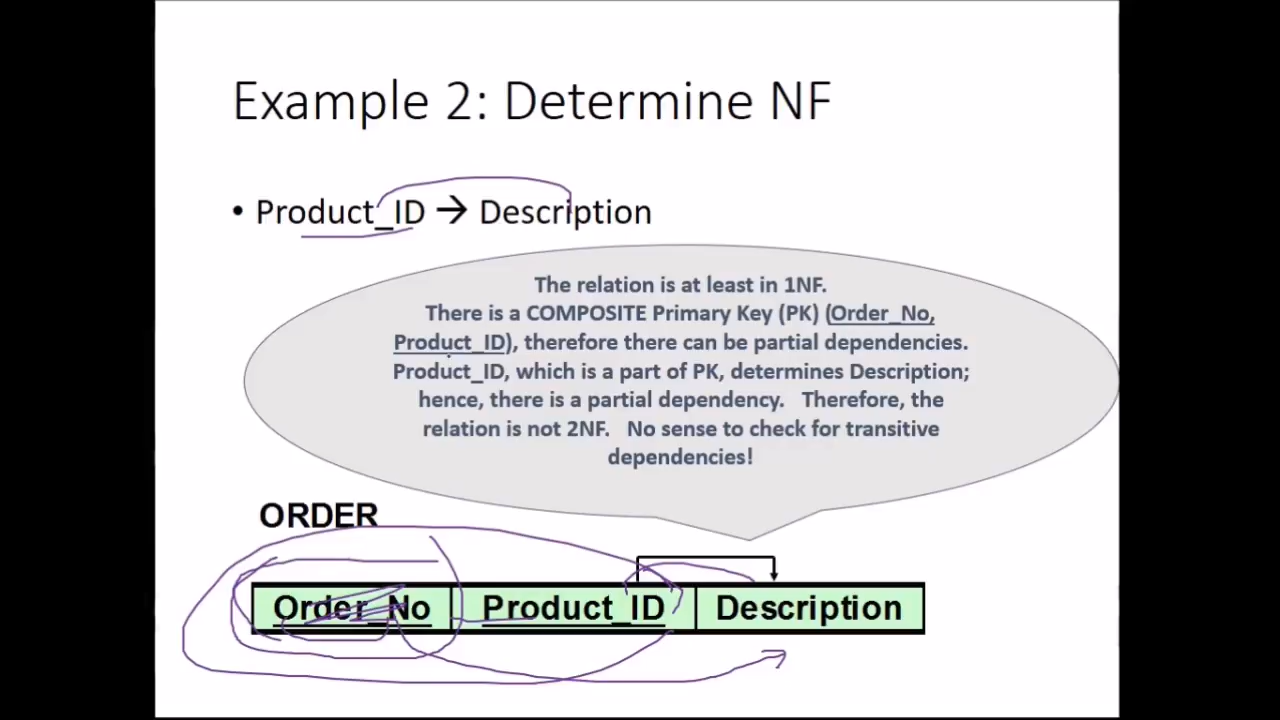 Example 2: Determine NF
• Product_ID → Description
The relation is at least in 1NF.
There is a COMPOSITE Primary Key (PK) (Order_No,
Product_ID), therefore there can be partial dependencies.
Product_ID, which is a part of PK, determines Description;
hence, there is a partial dependency. Therefore, the
relation is not 2NF. No sense to check for transitive
dependencies!
ORDER
Order_No Product_ID Description